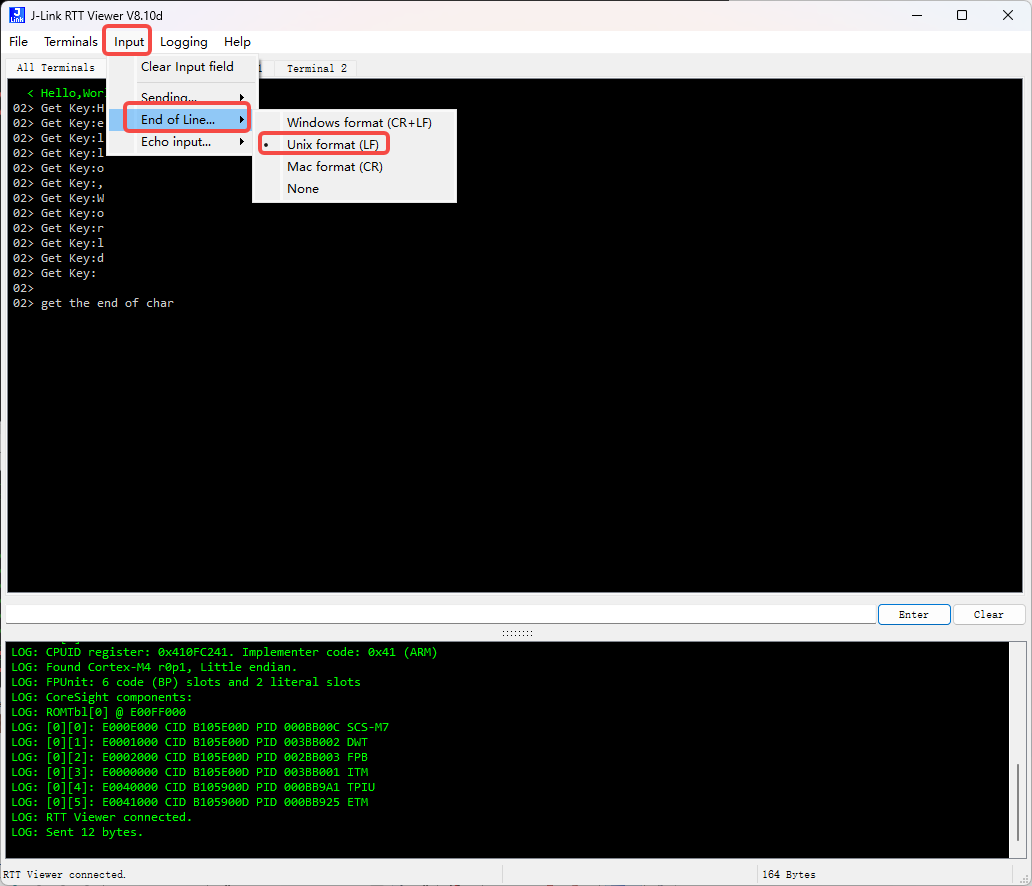 J-Link RTT Viewer V8.10d
File Terminals Input Logging Help
All Terminals 1 Terminal 2
Clear Input field
Sending...
End of Line...
Echo input...
Windows format (CR+LF)
Unix format (LF)
Mac format (CR)
None
< Hello,Wor
02> Get Key:H
02> Get Key:e
02> Get Key:l
02> Get Key:l
02> Get Key:o
02> Get Key:,
02> Get Key:W
02> Get Key:o
02> Get Key:r
02> Get Key:l
02> Get Key:d
02> Get Key:
02>
02> get the end of char
Enter Clear
LOG: CPUID register: 0x410FC241. Implementer code: 0x41 (ARM)
LOG: Found Cortex-M4 r0p1, Little endian.
LOG: FPUnit: 6 code (BP) slots and 2 literal slots
LOG: CoreSight components:
LOG: ROMTbl[0] @ E00FF000
LOG: [0][0]: E000E000 CID B105E00D PID 000BB00C SCS-M7
LOG: [0][1]: E0001000 CID B105E00D PID 003BB002 DWT
LOG: [0][2]: E0002000 CID B105E00D PID 002BB003 FPB
LOG: [0][3]: E0000000 CID B105E00D PID 003BB001 ITM
LOG: [0][4]: E0040000 CID B105900D PID 000BB9A1 TPIU
LOG: [0][5]: E0041000 CID B105900D PID 000BB925 ETM
LOG: RTT Viewer connected.
LOG: Sent 12 bytes.
RTT Viewer connected. 164 Bytes